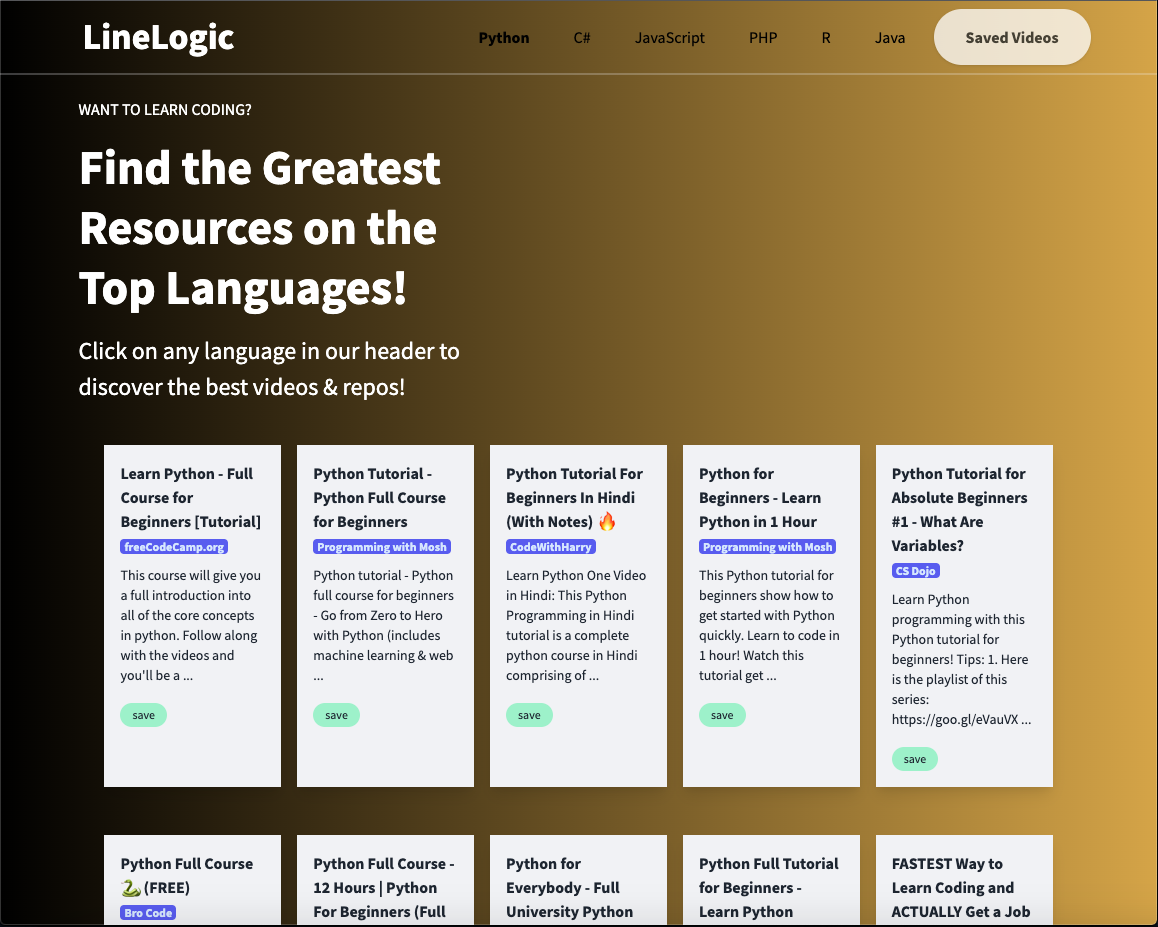 LineLogic
Python C# JavaScript PHP R Java Saved Videos
WANT TO LEARN CODING?
Find the Greatest
Resources on the
Top Languages!
Click on any language in our header to
discover the best videos & repos!
Learn Python - Full
Course for
Beginners [Tutorial]
freeCodeCamp.org
This course will give you
a full introduction into
all of the core concepts
in python. Follow along
with the videos and
you'll be a ...
save
Python Tutorial -
Python Full Course
for Beginners
Programming with Mosh
Python tutorial - Python
full course for beginners
- Go from Zero to Hero
with Python (includes
machine learning & web
...
save
Python Tutorial For
Beginners In Hindi
(With Notes) 🔥
CodeWithHarry
Learn Python One Video
in Hindi: This Python
Programming in Hindi
tutorial is a complete
python course in Hindi
comprising of ...
save
Python for
Beginners - Learn
Python in 1 Hour
Programming with Mosh
This Python tutorial for
beginners show how to
get started with Python
quickly. Learn to code in
1 hour! Watch this
tutorial get ...
save
Python Tutorial for
Absolute Beginners
#1 - What Are
Variables?
CS Dojo
Learn Python
programming with this
Python tutorial for
beginners! Tips: 1. Here
is the playlist of this
series:
https://goo.gl/eVauVX ...
save
Python Full Course
🐍 (FREE)
Bro Code
Python Full Course -
12 Hours | Python
For Beginners (Full
Python for
Everybody - Full
University Python
Python Full Tutorial
for Beginners -
Learn Python
FASTEST Way to
Learn Coding and
ACTUALLY Get a Job